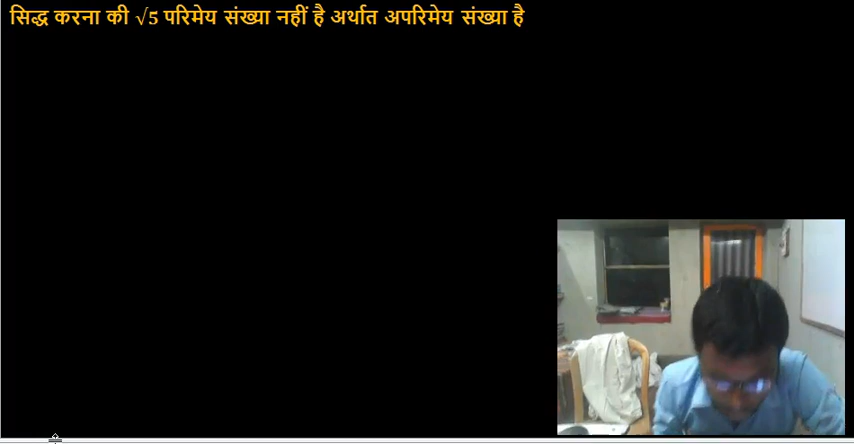 सिद्ध करना की √5 परिमेय संख्या नहीं है अर्थात अपरिमेय संख्या है